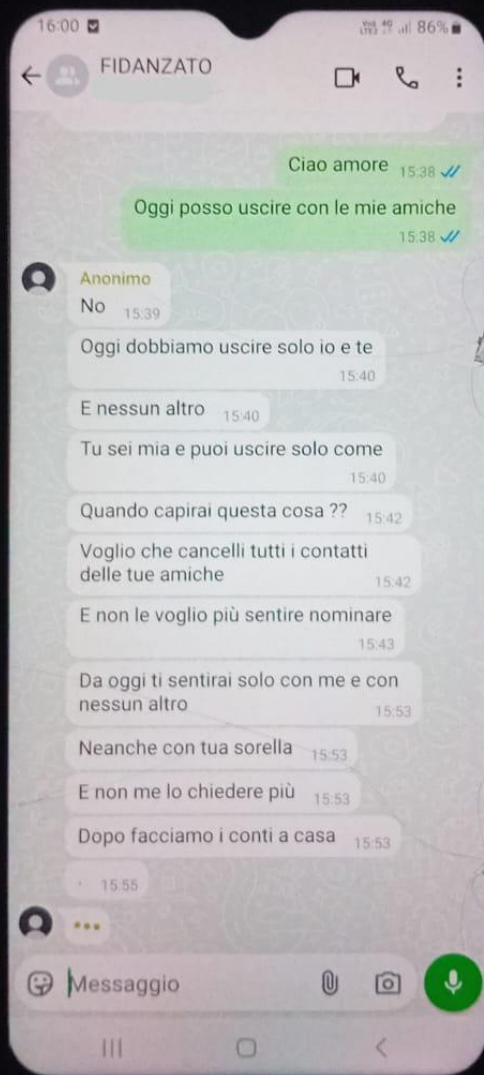 16:00
86%
FIDANZATO
Ciao amore 15:38
Oggi posso uscire con le mie amiche
15:38
Anonimo
No 15:39
Oggi dobbiamo uscire solo io e te
15:40
E nessun altro 15:40
Tu sei mia e puoi uscire solo come
15:40
Quando capirai questa cosa ?? 15:42
Voglio che cancelli tutti i contatti
delle tue amiche 15:42
E non le voglio più sentire nominare
15:43
Da oggi ti sentirai solo con me e con
nessun altro 15:53
Neanche con tua sorella 15:53
E non me lo chiedere più 15:53
Dopo facciamo i conti a casa 15:53
. 15:55
Messaggio